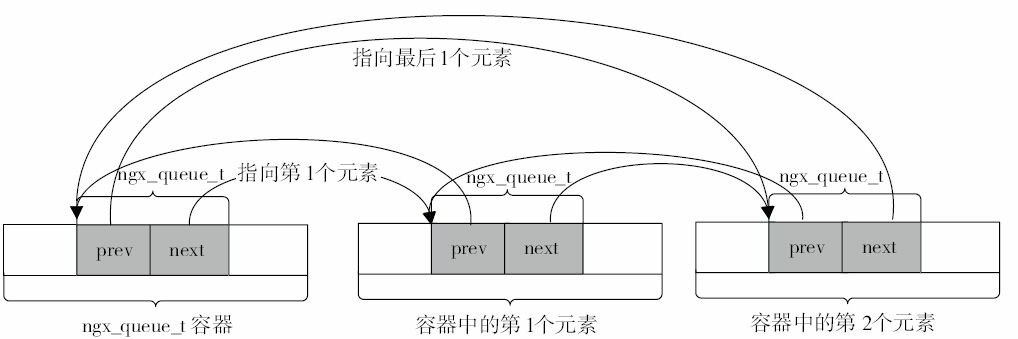 指向最后1个元素
ngx_queue_t
指向第1个元素
ngx_queue_t
ngx_queue_t
prev next
prev next
prev next
ngx_queue_t 容器
容器中的第1个元素
容器中的第2个元素